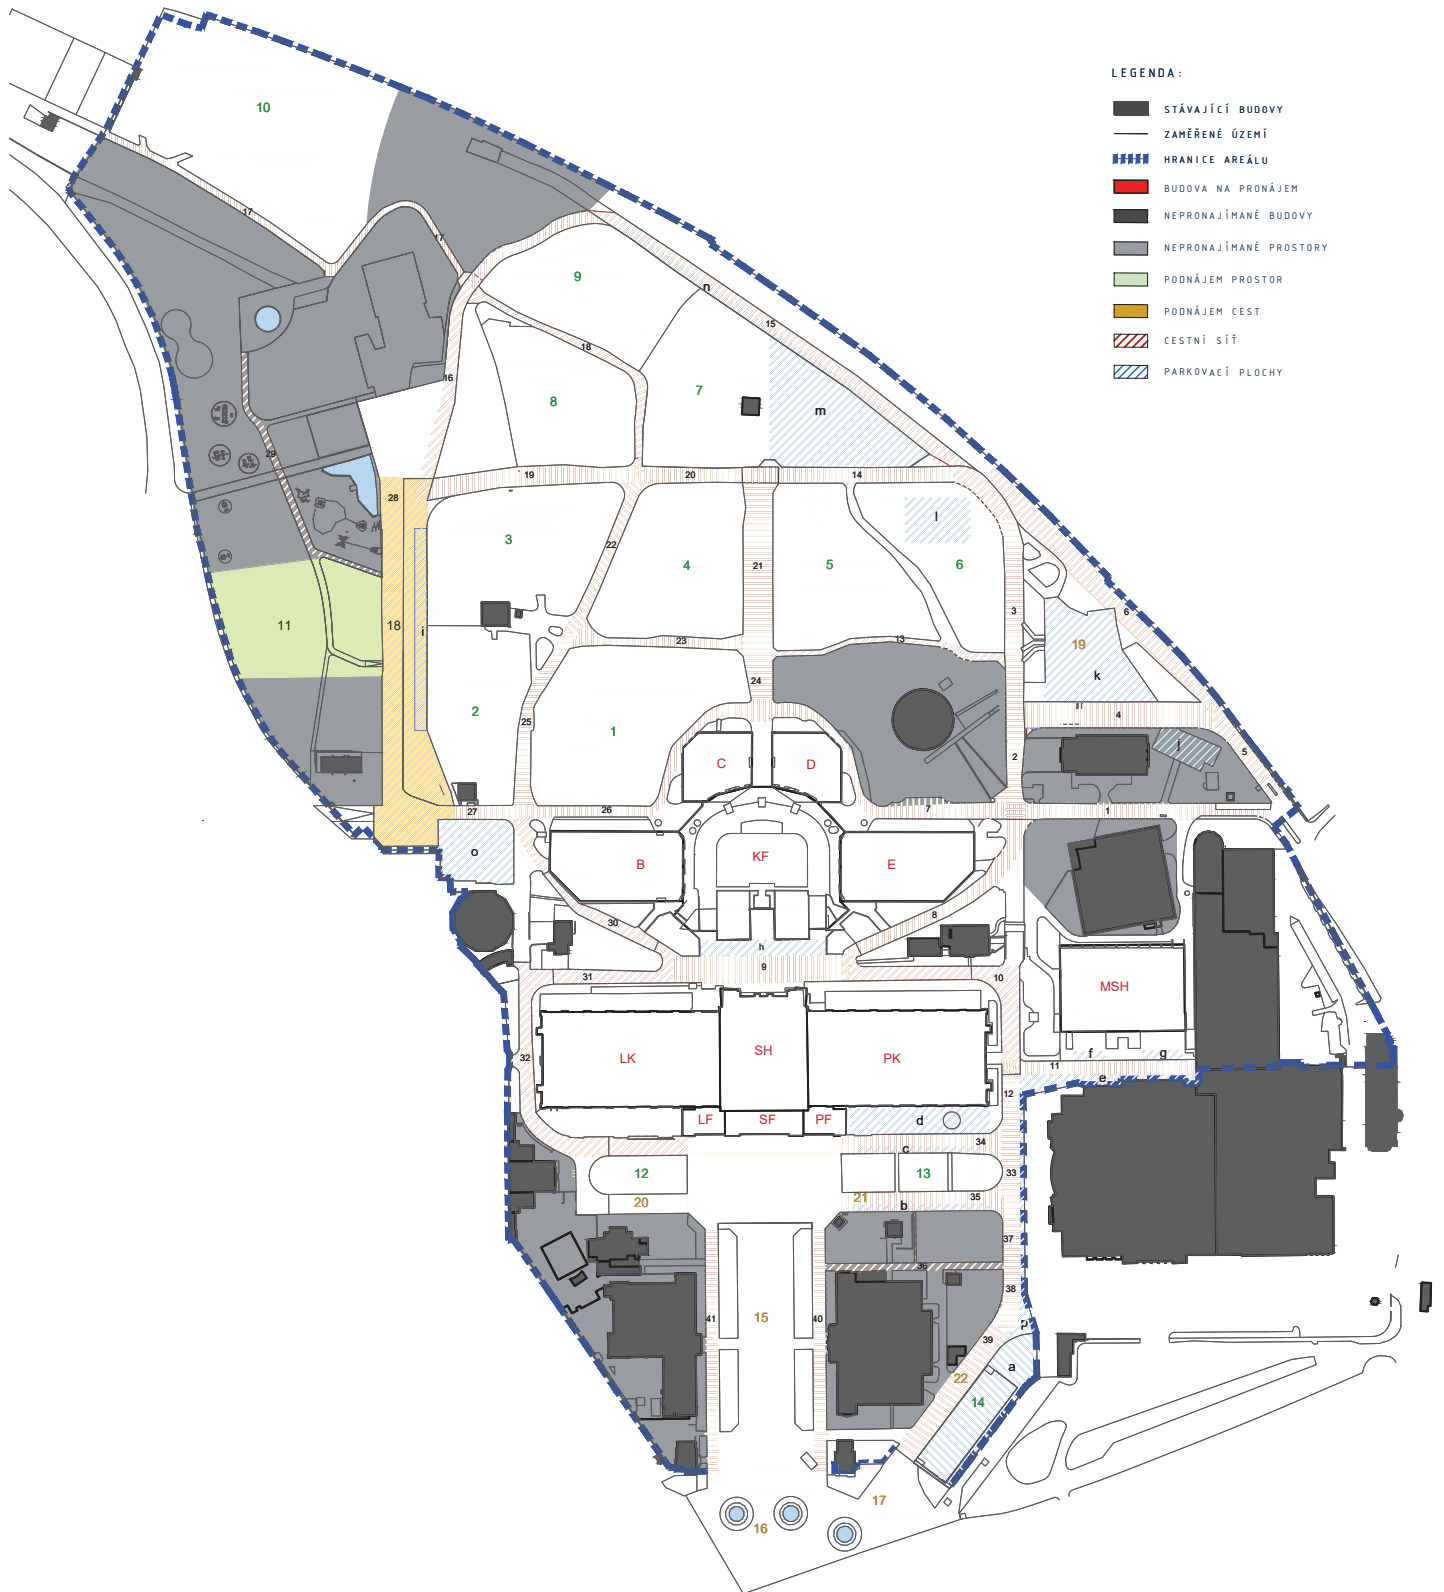 LEGENDA:
STÁVAJÍCÍ BUDOVY
ZAMĚŘENÉ ÚZEMÍ
HRANICE AREÁLU
BUDOVA NA PRONÁJEM
NEPRONAJÍMANÉ BUDOVY
NEPRONAJÍMANÉ PROSTORY
PODNÁJEM PROSTOR
PODNÁJEM CEST
CESTNÍ SÍŤ
PARKOVACÍ PLOCHY
10
17
17
9
n
15
18
16
8
7
m
29
19
20
14
28
3
22
4
21
5
l
6
3
6
11
18
i
23
13
19
k
24
2
25
1
4
C
D
2
j
5
27
26
7
1
o
B
KF
E
30
8
h
31
9
10
MSH
LK
SH
PK
32
f
g
11
e
12
LF
SF
PF
d
34
c
12
13
33
20
21
35
b
37
36
38
41
15
40
p
39
a
22
14
17
16